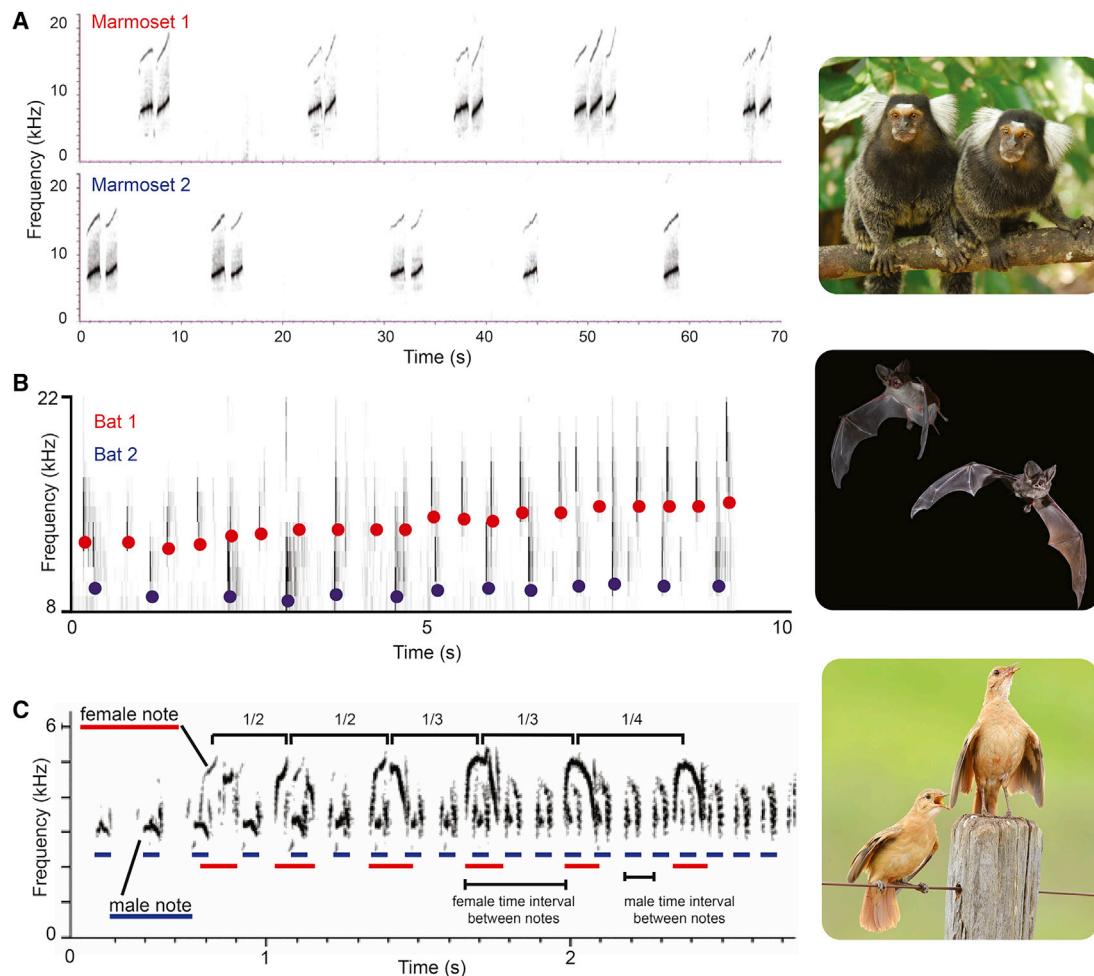 A
20
Marmoset 1
10
0
Frequency (kHz)
20
Marmoset 2
10
0
0 10 20 30 40 50 60 70
Time (s)
B
22
Bat 1
Bat 2
Frequency (kHz)
8
0 5 10
Time (s)
C
6
female note
1/2 1/2 1/3 1/3 1/4
Frequency (kHz)
male note
female time interval
between notes
male time interval
between notes
0
0 1 2
Time (s)